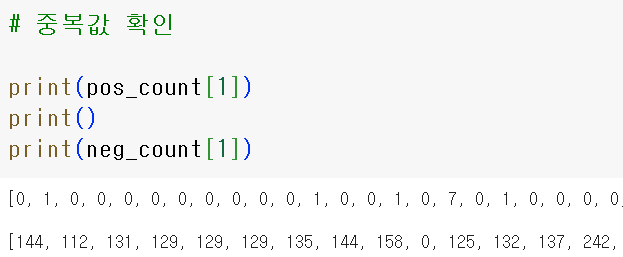 # 중복값 확인
print(pos_count[1])
print()
print(neg_count[1])
[0, 1, 0, 0, 0, 0, 0, 0, 0, 0, 0, 1, 0, 0, 1, 0, 7, 0, 1, 0, 0, 0, 0,
[144, 112, 131, 129, 129, 129, 135, 144, 158, 0, 125, 132, 137, 242,